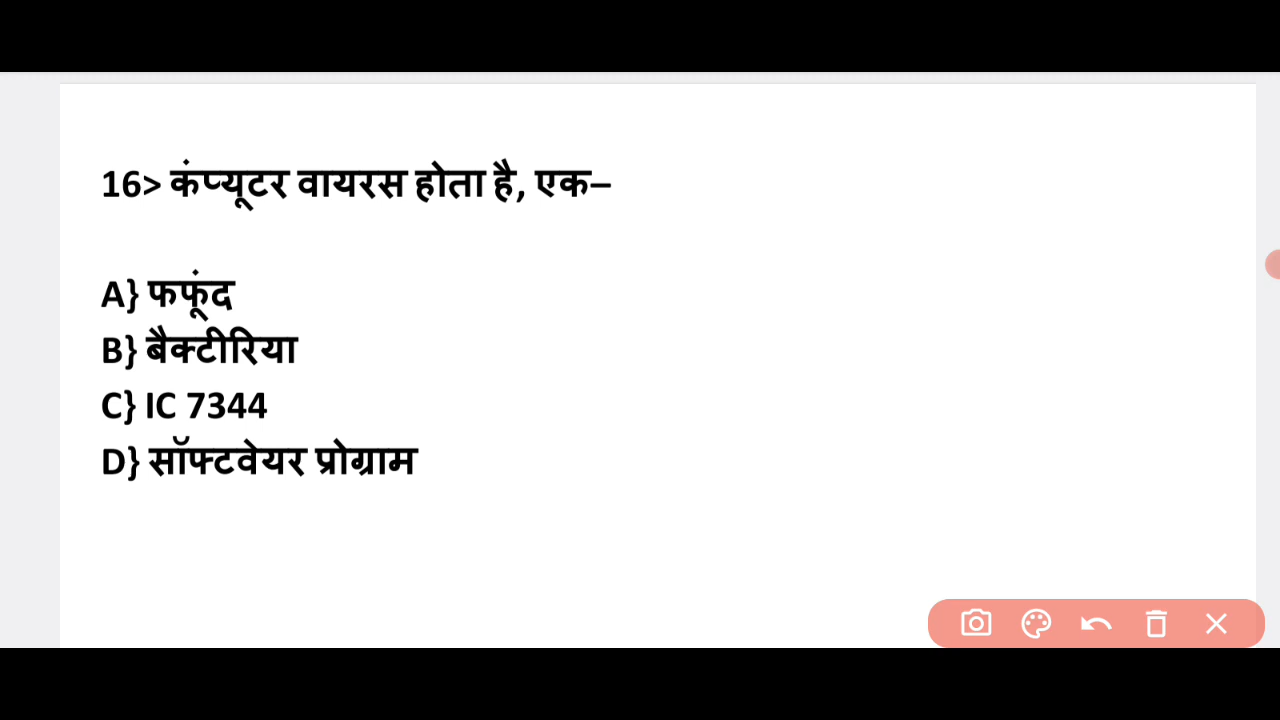 16> कंप्यूटर वायरस होता है, एक–
A} फफूंद
B} बैक्टीरिया
C} IC 7344
D} सॉफ्टवेयर प्रोग्राम